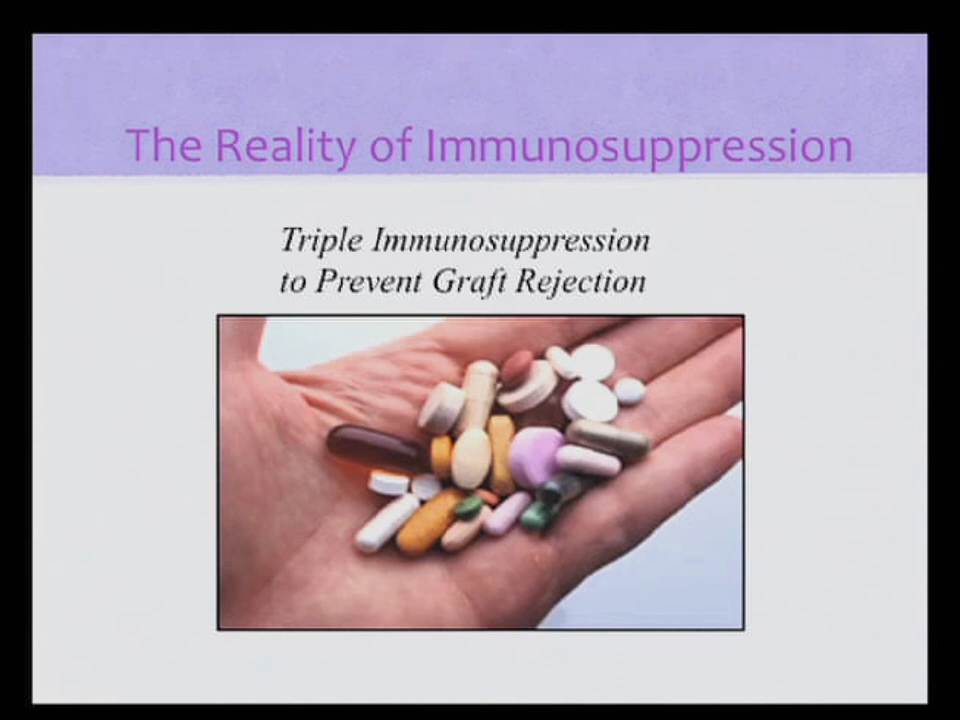 The Reality of Immunosuppression
Triple Immunosuppression
to Prevent Graft Rejection